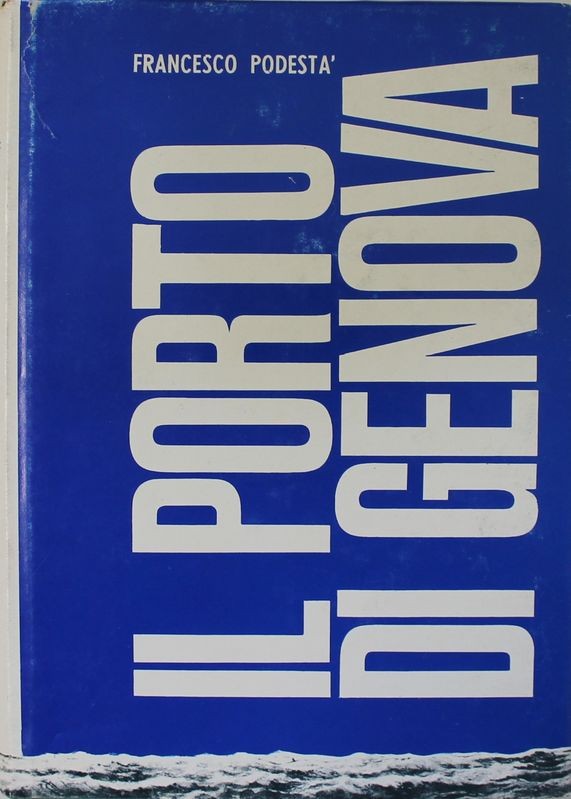 FRANCESCO PODESTA'
IL PORTO
DI GENOVA